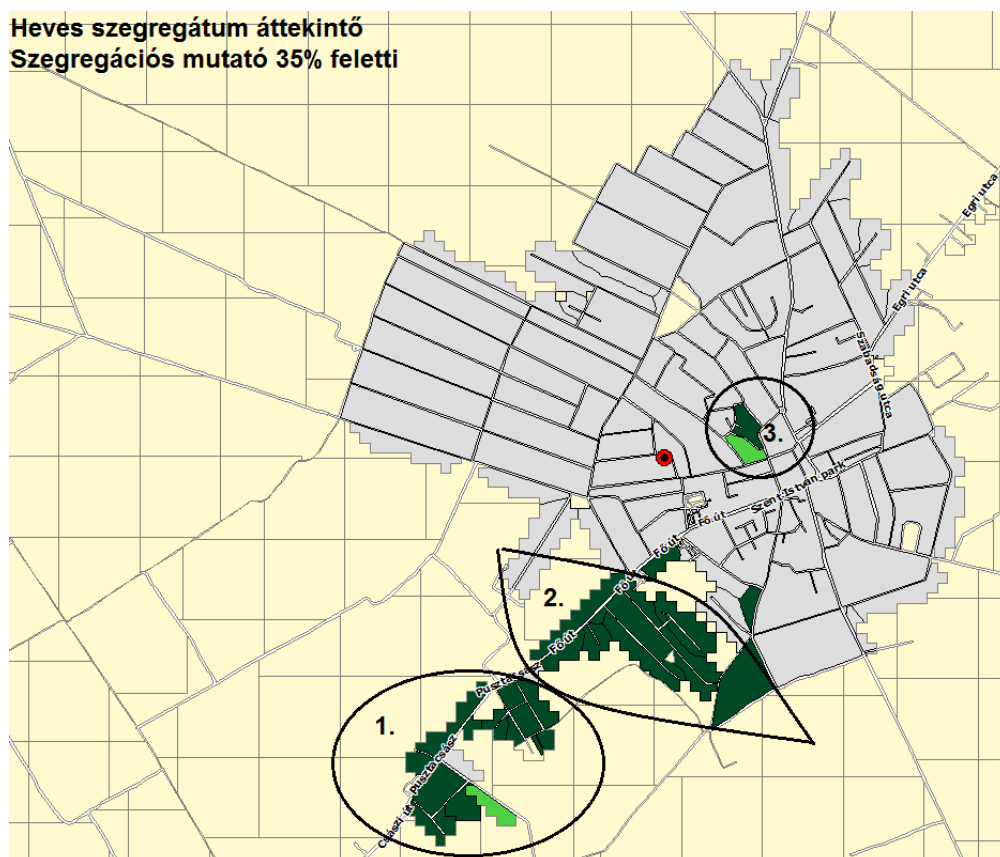 Heves szegregátum áttekintő
Szegregációs mutató 35% feletti
Egri utca
Egri utca
Szabadság utca
3.
Szent István park
Fő út
Fő út
Fő út
2.
Fő út
Pusztacsász
1.
Pusztacsász
Császi út